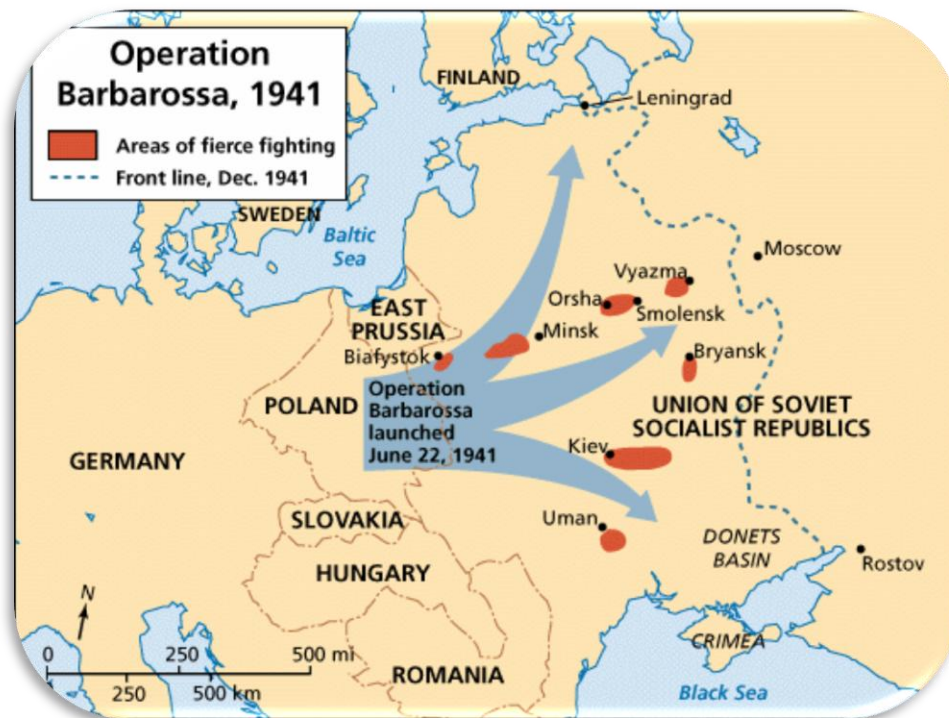 Operation
Barbarossa, 1941
Areas of fierce fighting
Front line, Dec. 1941
FINLAND
Leningrad
SWEDEN
Baltic
Sea
Moscow
Vyazma
Orsha
Smolensk
EAST
PRUSSIA
Minsk
Biafystok
Bryansk
Operation
Barbarossa
launched
June 22, 1941
POLAND
UNION OF SOVIET
SOCIALIST REPUBLICS
GERMANY
Kiev
SLOVAKIA
Uman
DONETS
BASIN
HUNGARY
Rostov
N
CRIMEA
0 250 500 mi
250 500 km
ROMANIA
Black Sea